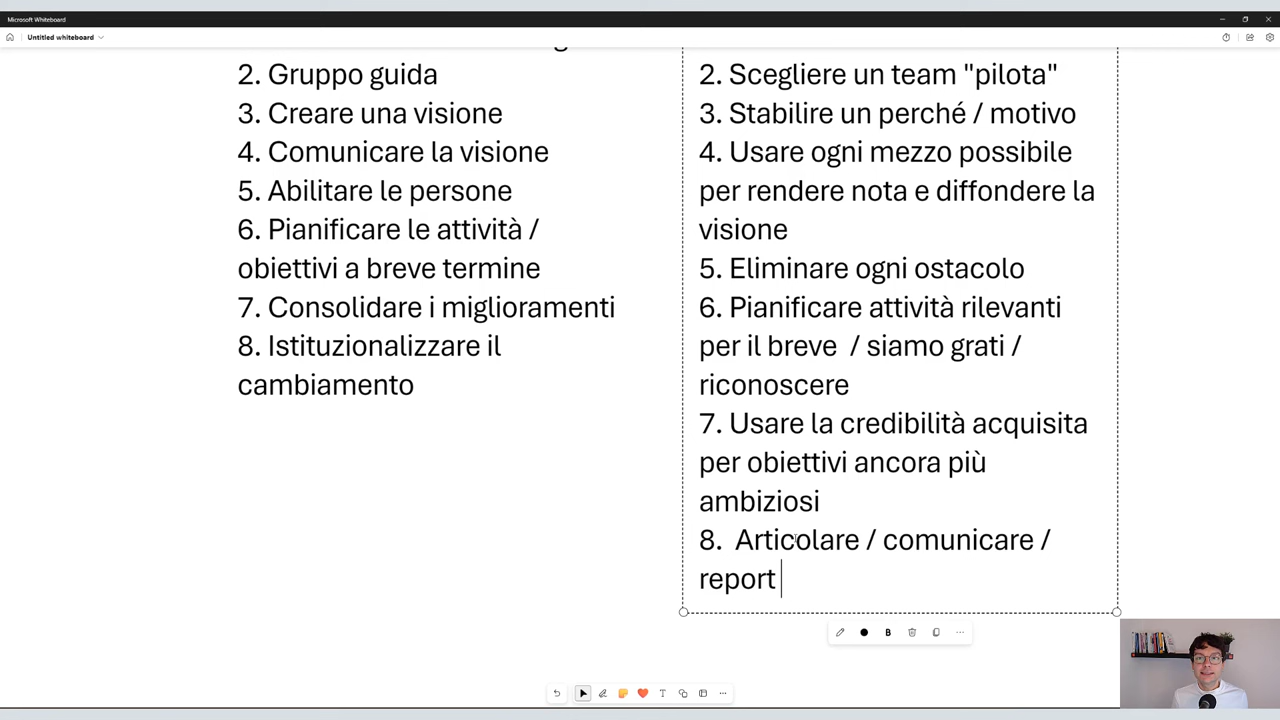 Microsoft Whiteboard
Untitled whiteboard
2. Gruppo guida
3. Creare una visione
4. Comunicare la visione
5. Abilitare le persone
6. Pianificare le attività /
obiettivi a breve termine
7. Consolidare i miglioramenti
8. Istituzionalizzare il
cambiamento
2. Scegliere un team "pilota"
3. Stabilire un perché / motivo
4. Usare ogni mezzo possibile
per rendere nota e diffondere la
visione
5. Eliminare ogni ostacolo
6. Pianificare attività rilevanti
per il breve  / siamo grati /
riconoscere
7. Usare la credibilità acquisita
per obiettivi ancora più
ambiziosi
8.  Articolare / comunicare /
report
B
T